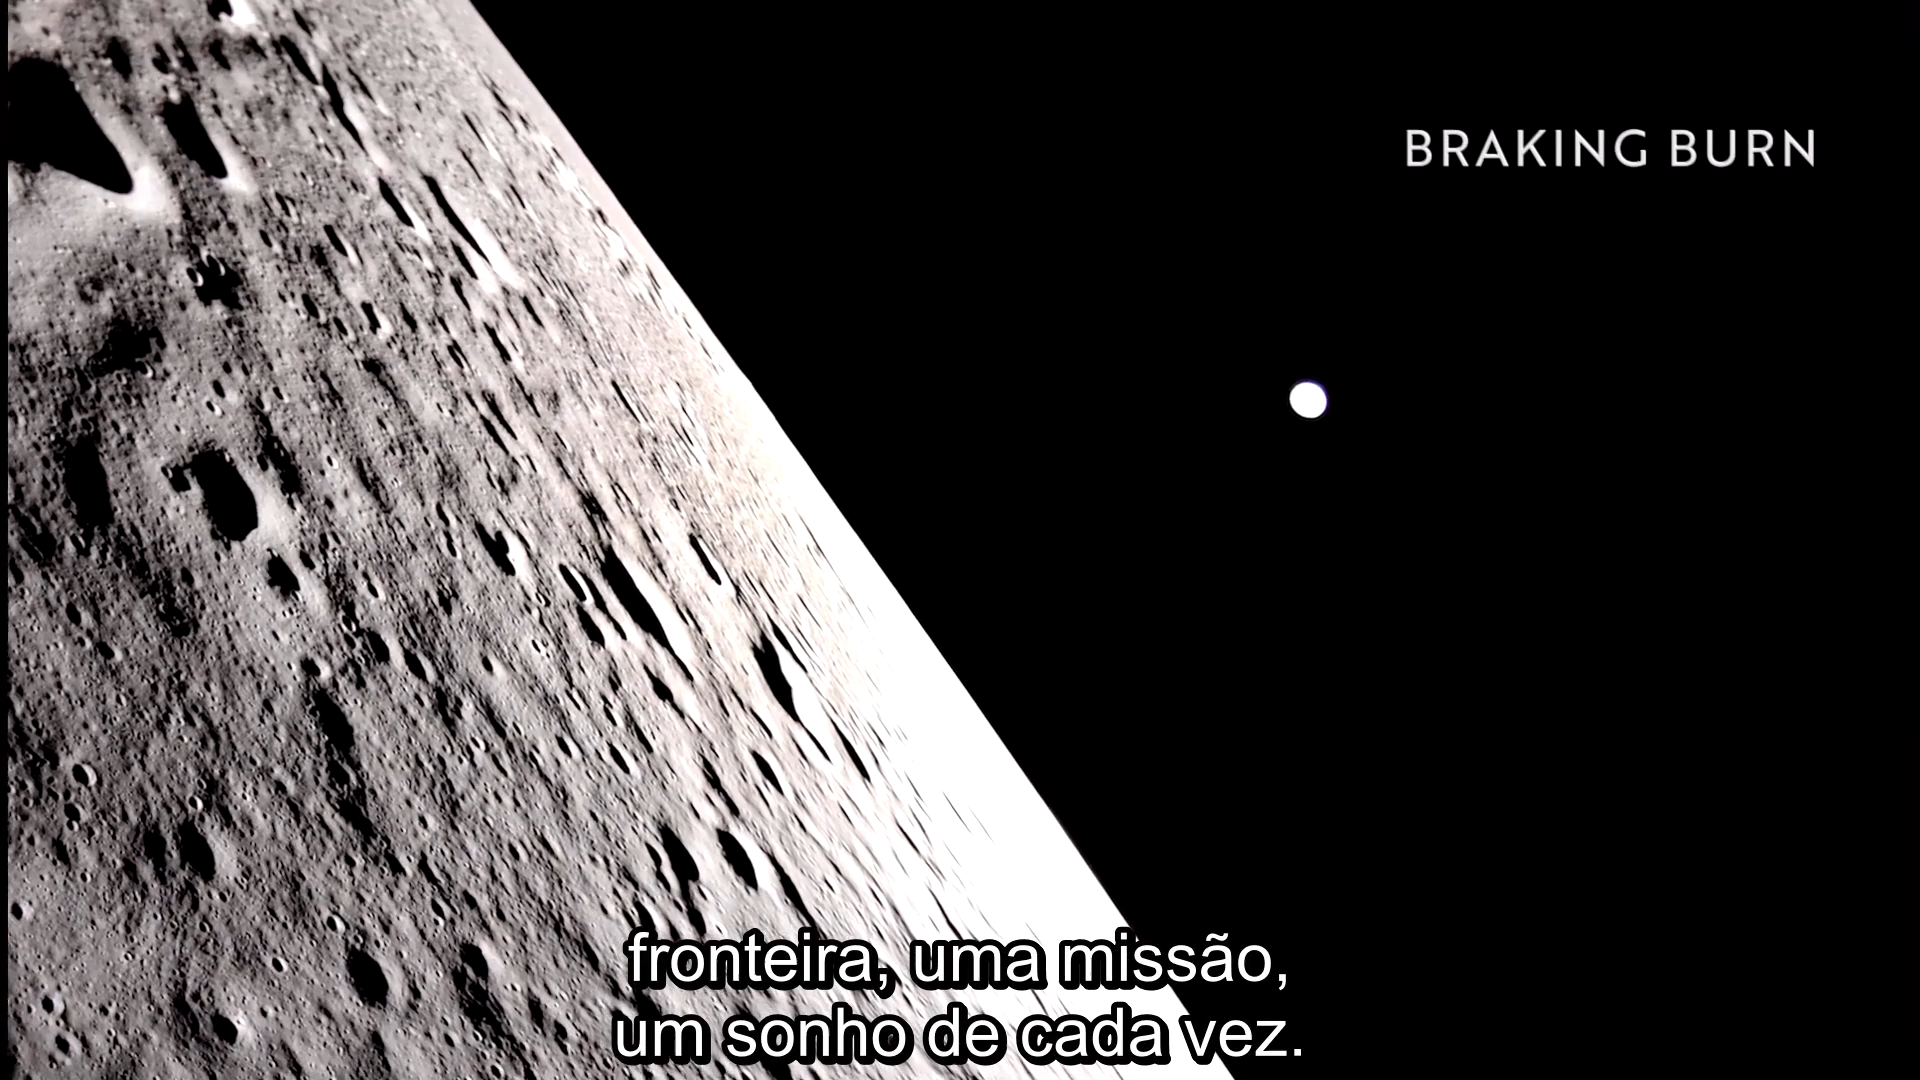 BRAKING BURN
fronteira, uma missão,
um sonho de cada vez.